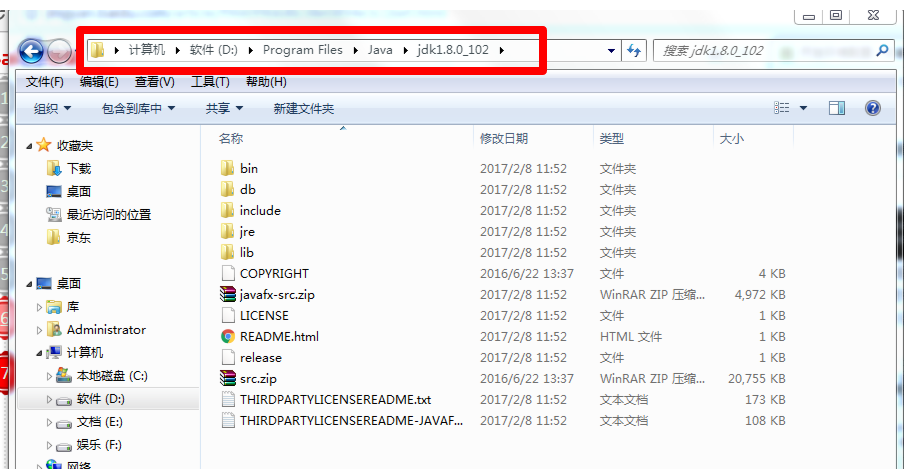 计算机 软件 (D:) Program Files Java jdk1.8.0_102
搜索 jdk1.8.0_102
文件(F) 编辑(E) 查看(V) 工具(T) 帮助(H)
组织 包含到库中 共享 新建文件夹
名称 修改日期 类型 大小
收藏夹
下载
桌面
最近访问的位置
京东
桌面
库
Administrator
计算机
本地磁盘 (C:)
软件 (D:)
文档 (E:)
娱乐 (F:)
网络
bin 2017/2/8 11:52 文件夹
db 2017/2/8 11:52 文件夹
include 2017/2/8 11:52 文件夹
jre 2017/2/8 11:52 文件夹
lib 2017/2/8 11:52 文件夹
COPYRIGHT 2016/6/22 13:37 文件 4 KB
javafx-src.zip 2017/2/8 11:52 WinRAR ZIP 压缩... 4,972 KB
LICENSE 2017/2/8 11:52 文件 1 KB
README.html 2017/2/8 11:52 HTML 文件 1 KB
release 2017/2/8 11:52 文件 1 KB
src.zip 2016/6/22 13:37 WinRAR ZIP 压缩... 20,755 KB
THIRDPARTYLICENSEREADME.txt 2017/2/8 11:52 文本文档 173 KB
THIRDPARTYLICENSEREADME-JAVAF... 2017/2/8 11:52 文本文档 108 KB